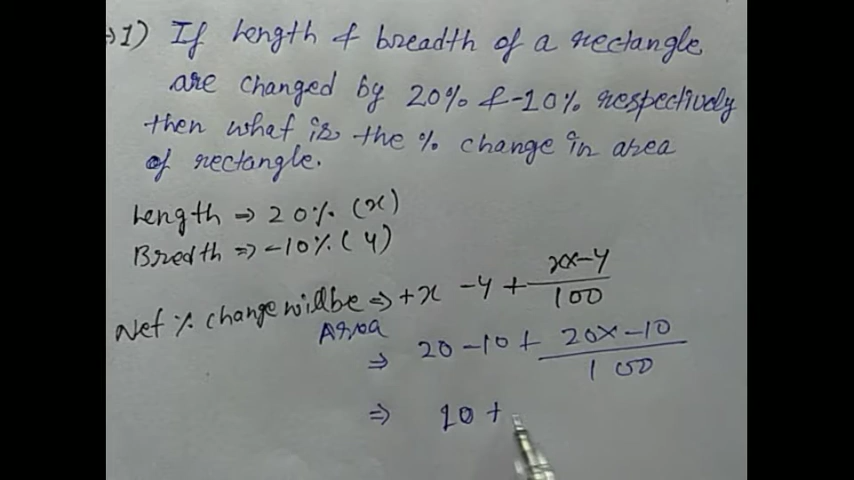 ⇒1) If Length & breadth of a rectangle
are changed by 20% & -10% respectively
then what is the % change in area
of rectangle.
Length ⇒ 20% (x)
Bredth ⇒ -10% (y)
Net % change will be ⇒ +x -y + xx-y/100
Area
⇒ 20 -10 + 20x-10/100
⇒ 10 +